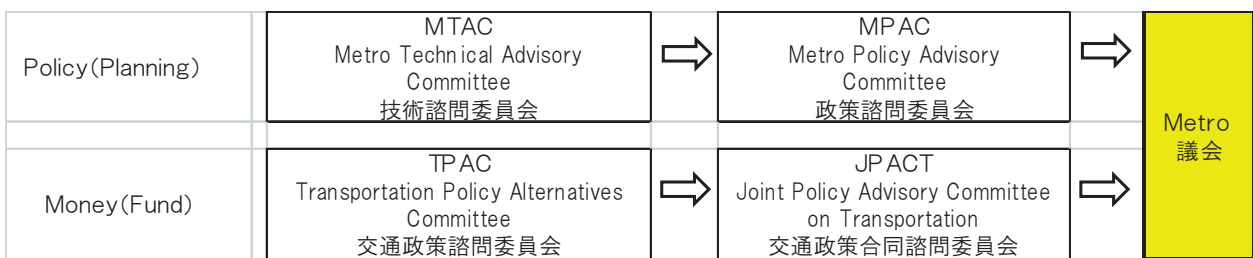 Policy(Planning)
MTAC
Metro Technical Advisory
Committee
技術諮問委員会
MPAC
Metro Policy Advisory
Committee
政策諮問委員会
Metro
議会
Money(Fund)
TPAC
Transportation Policy Alternatives
Committee
交通政策諮問委員会
JPACT
Joint Policy Advisory Committee
on Transportation
交通政策合同諮問委員会